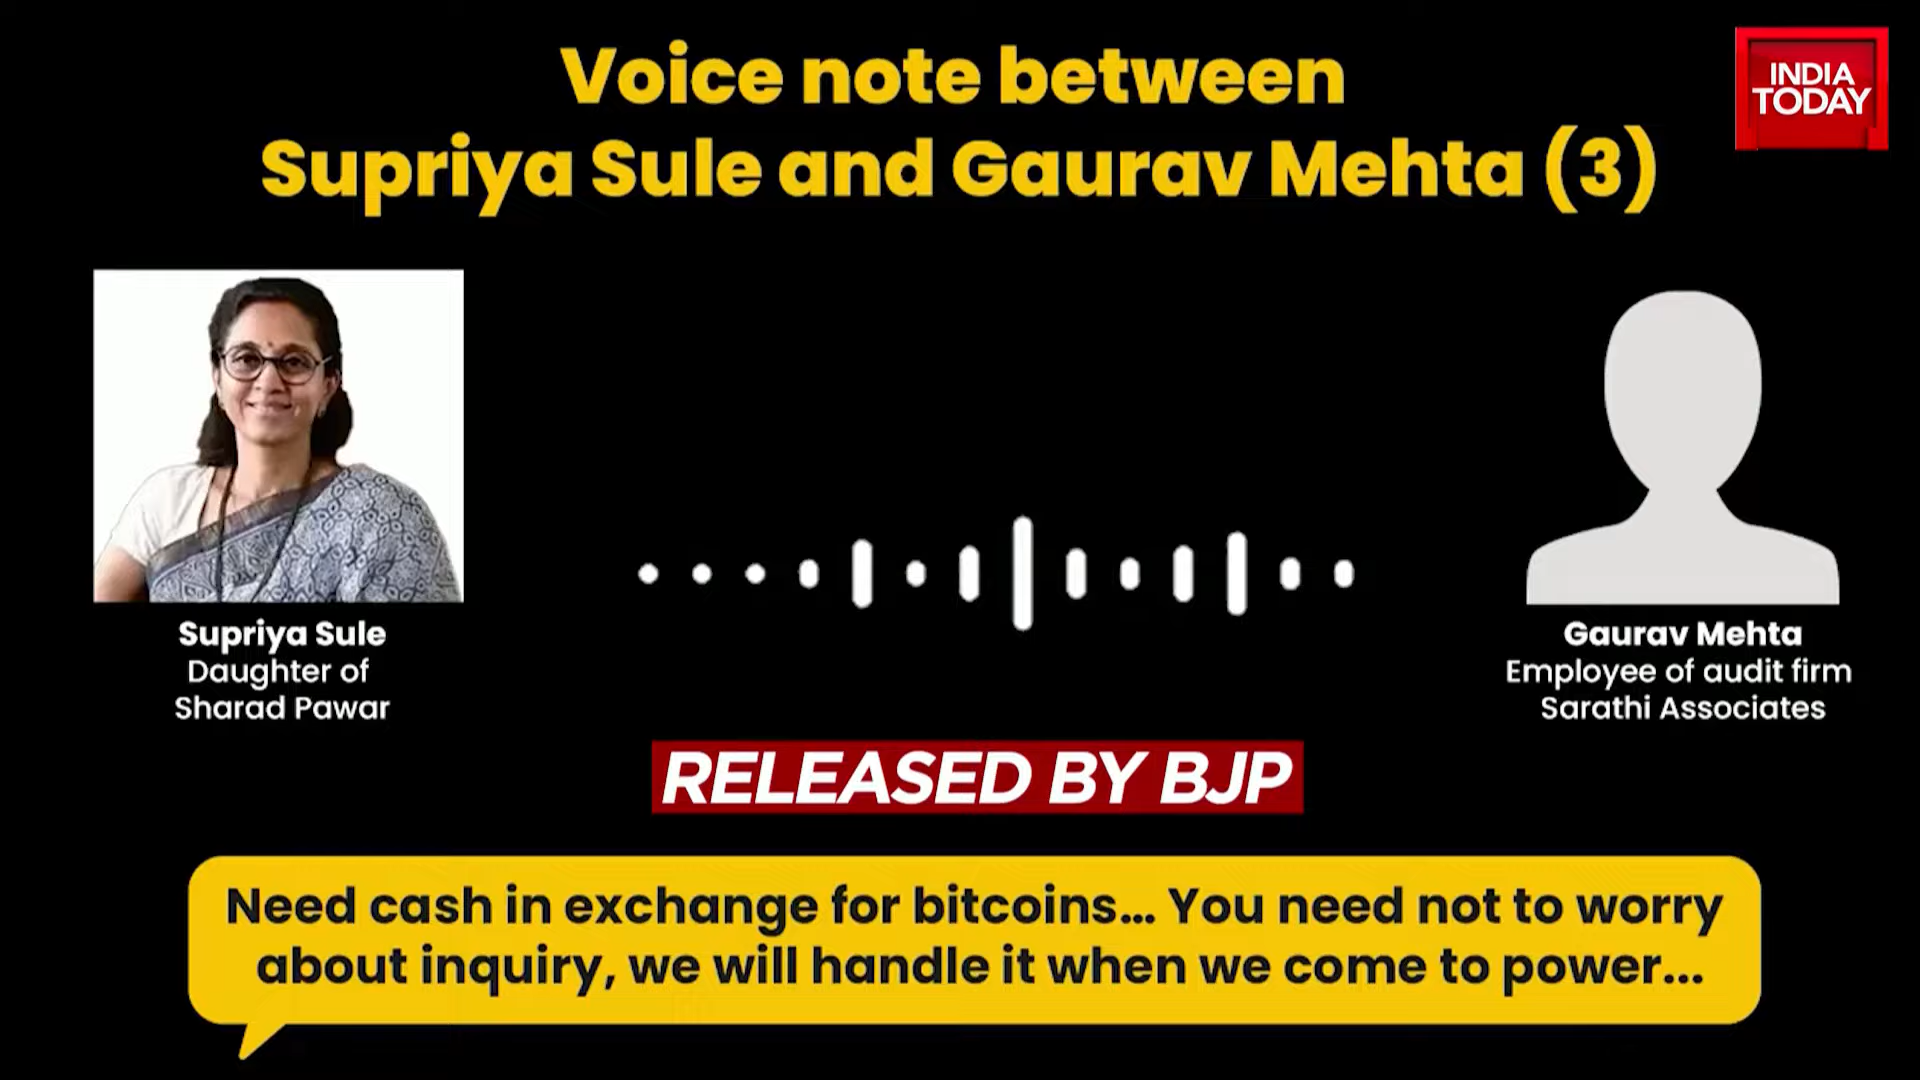 Voice note between
Supriya Sule and Gaurav Mehta (3)
INDIA
TODAY
Supriya Sule
Daughter of
Sharad Pawar
Gaurav Mehta
Employee of audit firm
Sarathi Associates
RELEASED BY BJP
Need cash in exchange for bitcoins... You need not to worry
about inquiry, we will handle it when we come to power...